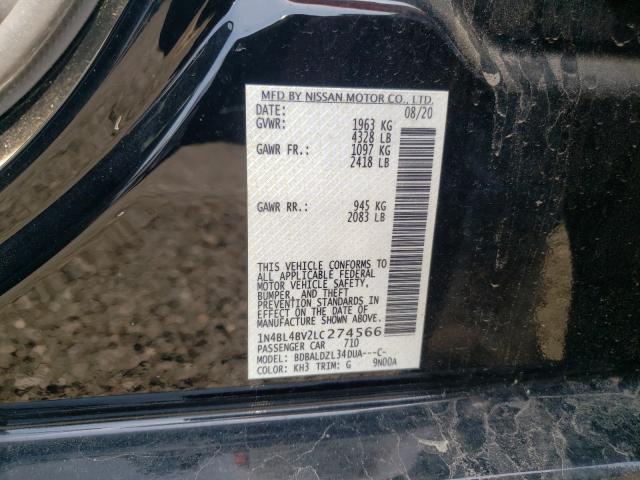 MFD BY NISSAN MOTOR CO., LTD.
DATE: 08/20
GVWR: 1963 KG
4328 LB
GAWR FR.: 1097 KG
2418 LB
GAWR RR.: 945 KG
2083 LB
THIS VEHICLE CONFORMS TO
ALL APPLICABLE FEDERAL
MOTOR VEHICLE SAFETY,
BUMPER, AND THEFT
PREVENTION STANDARDS IN
EFFECT ON THE DATE OF
MANUFACTURE SHOWN ABOVE.
1N4BL4BV2LC274566
PASSENGER CAR 710
MODEL: BDBALDZL34DUA---C-
COLOR: KH3 TRIM: G 9N00A